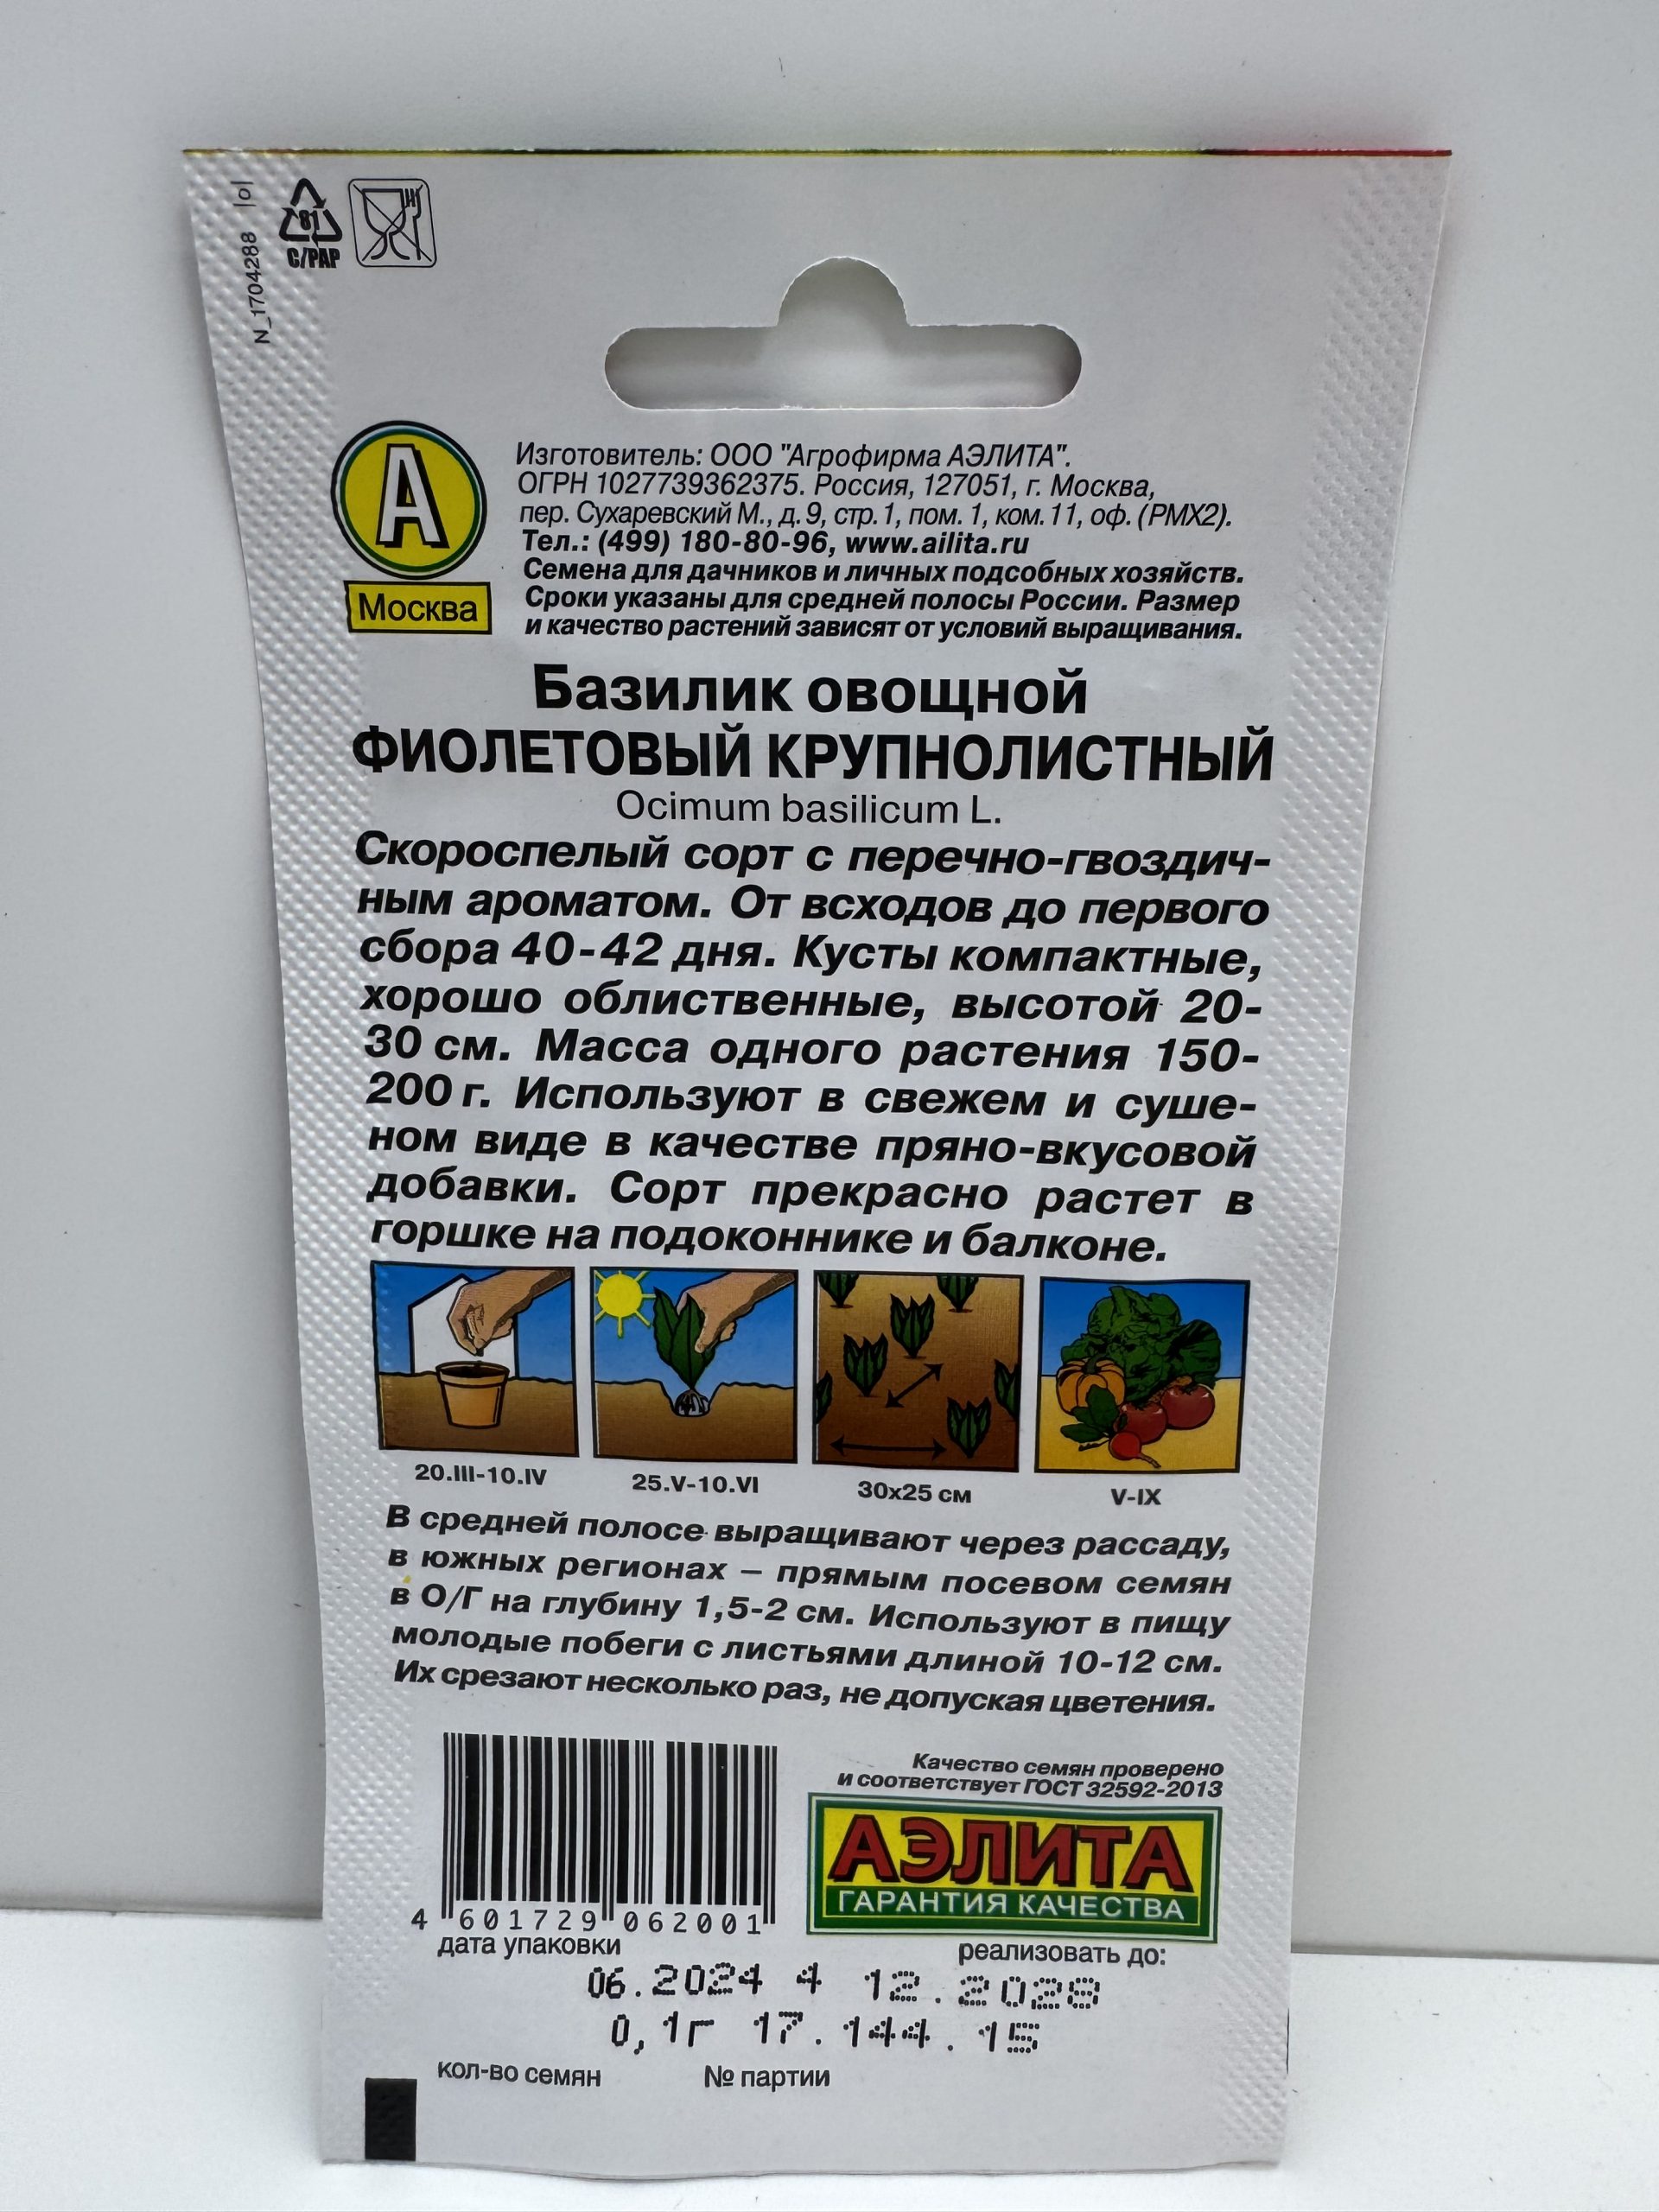 N_1704288 |o|
81
C/PAP
А
Москва
Изготовитель: ООО "Агрофирма АЭЛИТА".
ОГРН 1027739362375. Россия, 127051, г. Москва,
пер. Сухаревский М., д. 9, стр. 1, пом. 1, ком. 11, оф. (РМХ2).
Тел.: (499) 180-80-96, www.ailita.ru
Семена для дачников и личных подсобных хозяйств.
Сроки указаны для средней полосы России. Размер
и качество растений зависят от условий выращивания.
Базилик овощной
ФИОЛЕТОВЫЙ КРУПНОЛИСТНЫЙ
Ocimum basilicum L.
Скороспелый сорт с перечно-гвоздич-
ным ароматом. От всходов до первого
сбора 40-42 дня. Кусты компактные,
хорошо облиственные, высотой 20-
30 см. Масса одного растения 150-
200 г. Используют в свежем и суше-
ном виде в качестве пряно-вкусовой
добавки. Сорт прекрасно растет в
горшке на подоконнике и балконе.
20.III-10.IV
25.V-10.VI
30x25 см
V-IX
В средней полосе выращивают через рассаду,
в южных регионах – прямым посевом семян
в О/Г на глубину 1,5-2 см. Используют в пищу
молодые побеги с листьями длиной 10-12 см.
Их срезают несколько раз, не допуская цветения.
Качество семян проверено
и соответствует ГОСТ 32592-2013
АЭЛИТА
ГАРАНТИЯ КАЧЕСТВА
4 601729 062001
дата упаковки
реализовать до:
06.2024 4 12.2028
0,1г 17.144.15
кол-во семян
№ партии